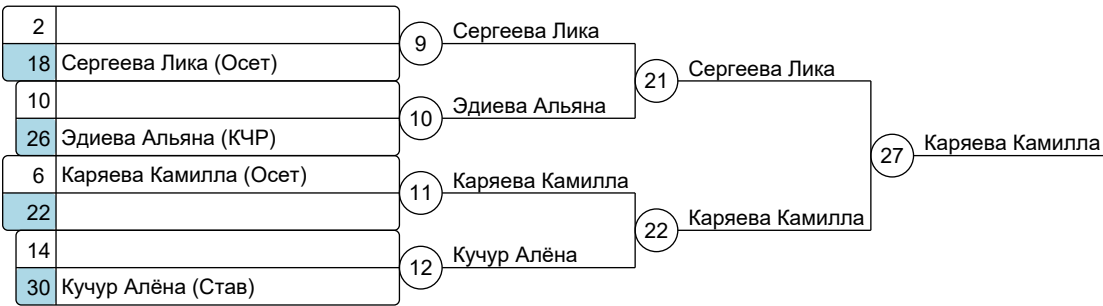 2
18 Сергеева Лика (Осет)
10
26 Эдиева Альяна (КЧР)
6 Каряева Камилла (Осет)
22
14
30 Кучур Алёна (Став)
9 Сергеева Лика
10 Эдиева Альяна
11 Каряева Камилла
12 Кучур Алёна
21 Сергеева Лика
22 Каряева Камилла
27 Каряева Камилла